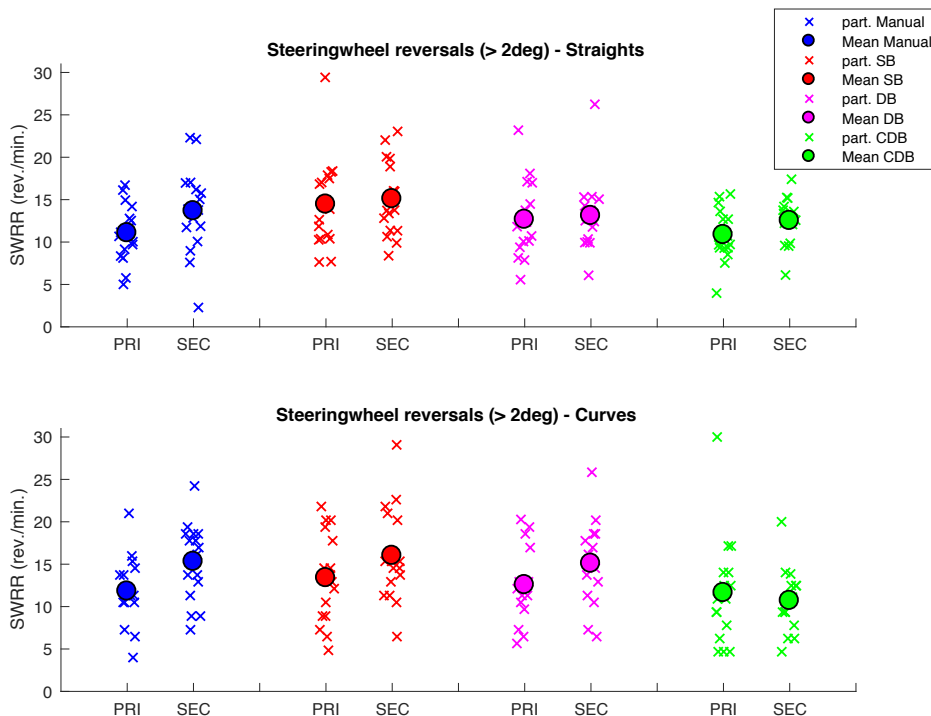 part. Manual
Mean Manual
part. SB
Mean SB
part. DB
Mean DB
part. CDB
Mean CDB
Steeringwheel reversals (> 2deg) - Straights
SWRR (rev./min.)
30
25
20
15
10
5
0
PRI SEC PRI SEC PRI SEC PRI SEC
Steeringwheel reversals (> 2deg) - Curves
SWRR (rev./min.)
30
25
20
15
10
5
0
PRI SEC PRI SEC PRI SEC PRI SEC